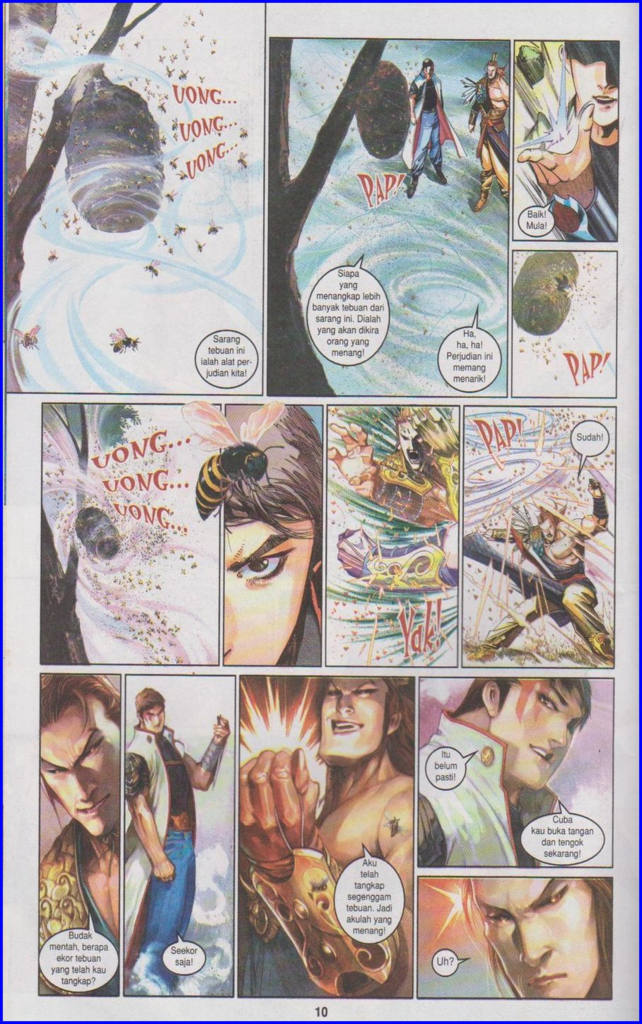 UONG...
UONG...
UONG...
Sarang
tebuan ini
ialah alat per-
judian kita!
PAP!
Siapa
yang
menangkap lebih
banyak tebuan dari
sarang ini. Dialah
yang akan dikira
orang yang
menang!
Ha,
ha, ha!
Perjudian ini
memang
menarik!
Baik!
Mula!
PAP!
UONG...
UONG...
UONG...
Yak!
PAP!
Sudah!
Budak
mentah, berapa
ekor tebuan
yang telah kau
tangkap?
Seekor
saja!
Aku
telah
tangkap
segenggam
tebuan. Jadi
akulah yang
menang!
Itu
belum
pasti!
Cuba
kau buka tangan
dan tengok
sekarang!
Uh?
10